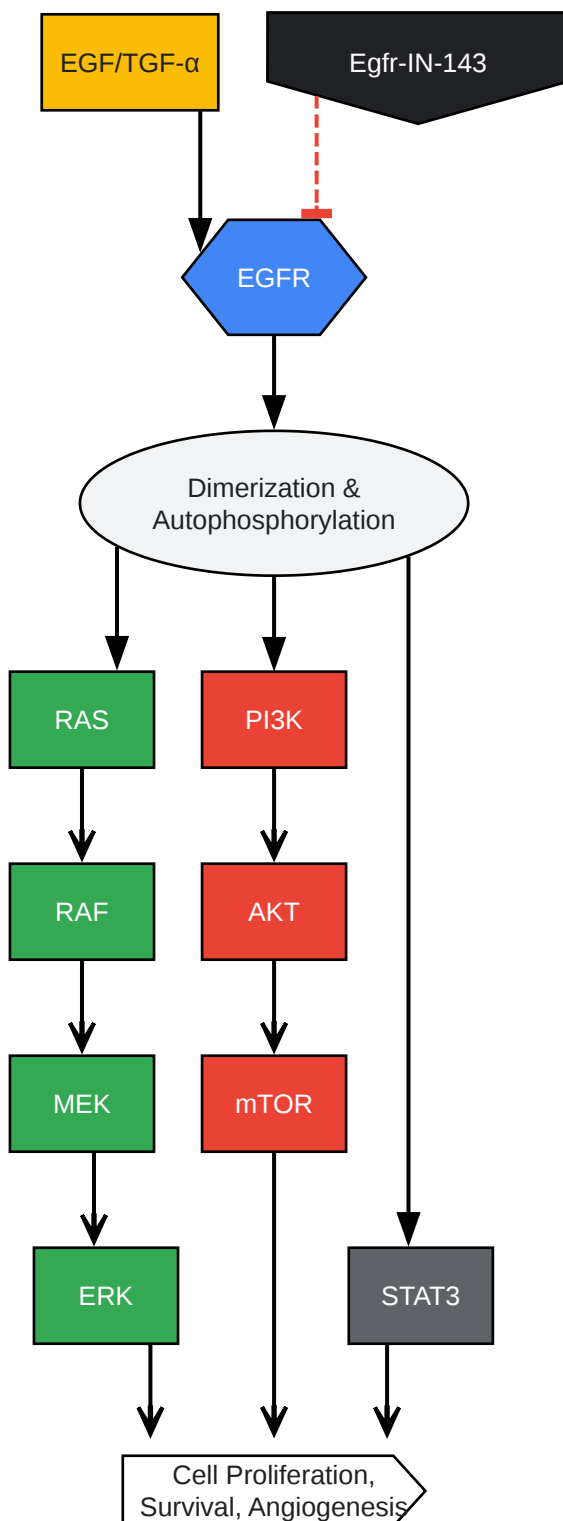 EGF/TGF-α
Egfr-IN-143
EGFR
Dimerization &
Autophosphorylation
RAS
PI3K
RAF
AKT
MEK
mTOR
ERK
STAT3
Cell Proliferation,
Survival, Angiogenesis